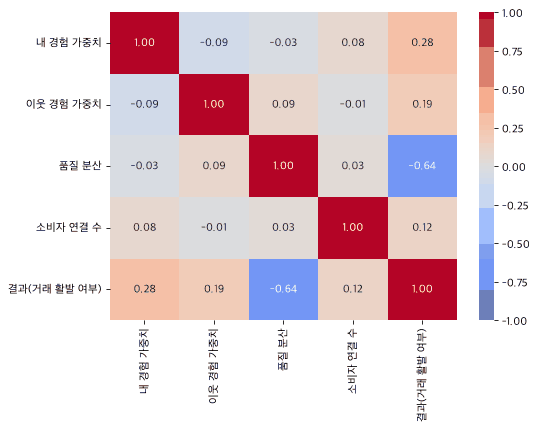 내 경험 가중치 1.00 -0.09 -0.03 0.08 0.28
이웃 경험 가중치 -0.09 1.00 0.09 -0.01 0.19
품질 분산 -0.03 0.09 1.00 0.03 -0.64
소비자 연결 수 0.08 -0.01 0.03 1.00 0.12
결과(거래 활발 여부) 0.28 0.19 -0.64 0.12 1.00
내 경험 가중치
이웃 경험 가중치
품질 분산
소비자 연결 수
결과(거래 활발 여부)
1.00
0.75
0.50
0.25
0.00
-0.25
-0.50
-0.75
-1.00